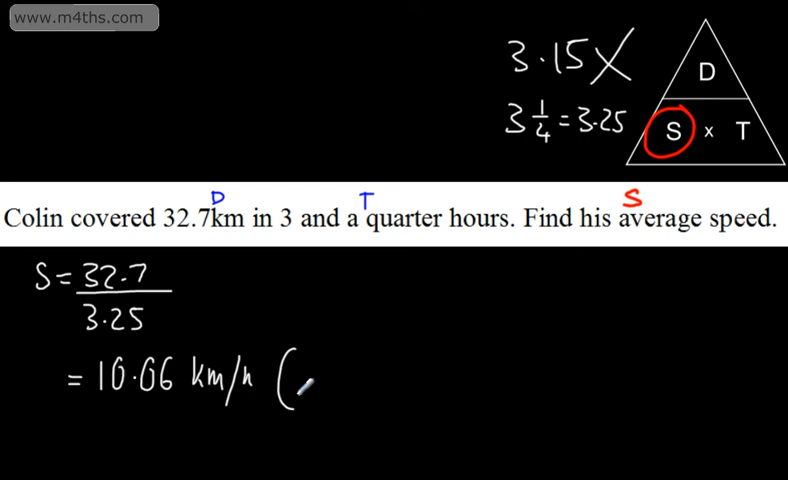 www.m4ths.com
3.15 X
3 1/4 = 3.25
D
S x T
D T S
Colin covered 32.7km in 3 and a quarter hours. Find his average speed.
S = 32.7
3.25
= 10.06 km/h (